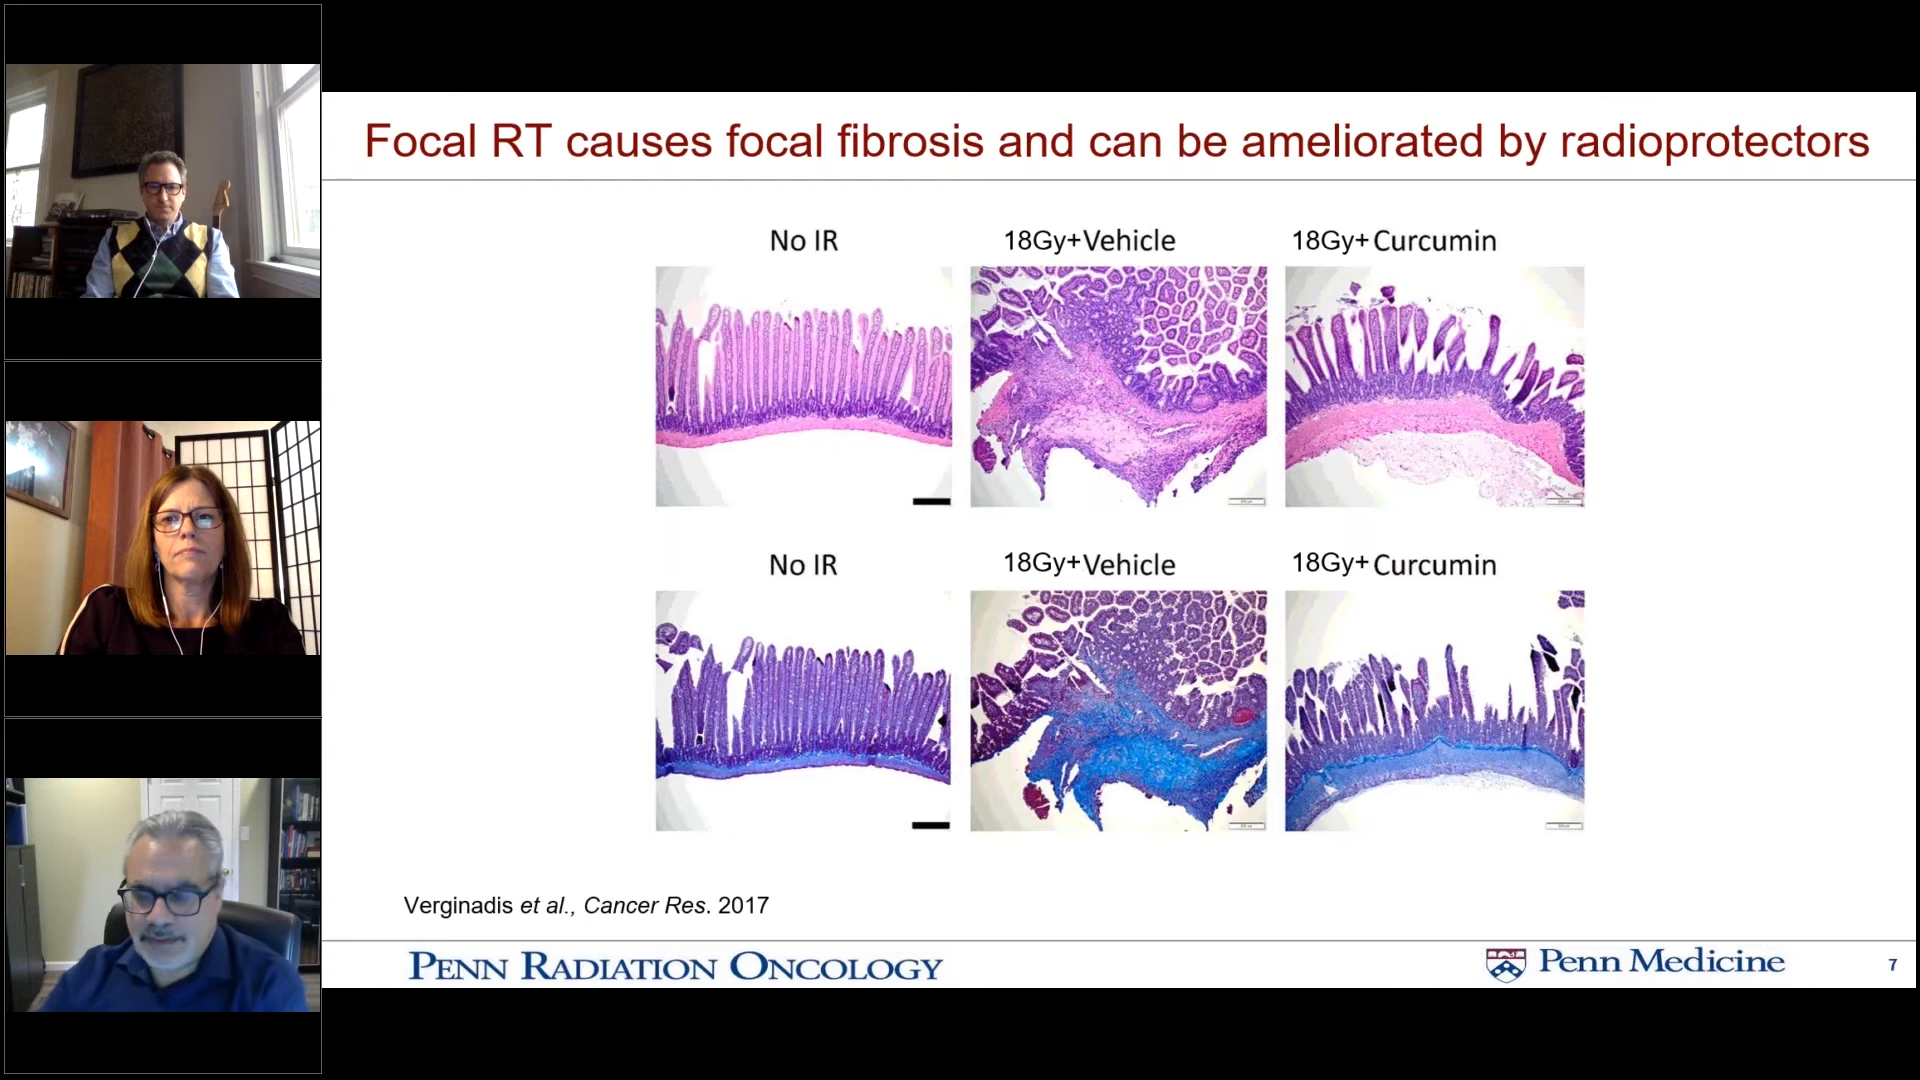 Focal RT causes focal fibrosis and can be ameliorated by radioprotectors
No IR
18Gy+Vehicle
18Gy+ Curcumin
No IR
18Gy+Vehicle
18Gy+ Curcumin
Verginadis et al., Cancer Res. 2017
PENN RADIATION ONCOLOGY
Penn Medicine
7